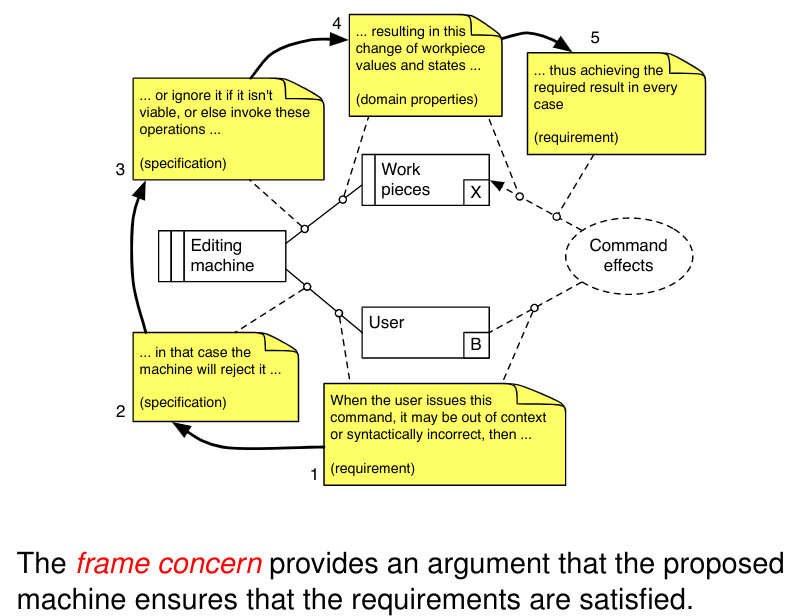 4
... resulting in this
change of workpiece
values and states ...
(domain properties)
5
... thus achieving the
required result in every
case
(requirement)
... or ignore it if it isn't
viable, or else invoke these
operations ...
(specification)
3
Work
pieces
X
Editing
machine
Command
effects
User
B
... in that case the
machine will reject it ...
(specification)
2
When the user issues this
command, it may be out of context
or syntactically incorrect, then ...
(requirement)
1
The frame concern provides an argument that the proposed
machine ensures that the requirements are satisfied.